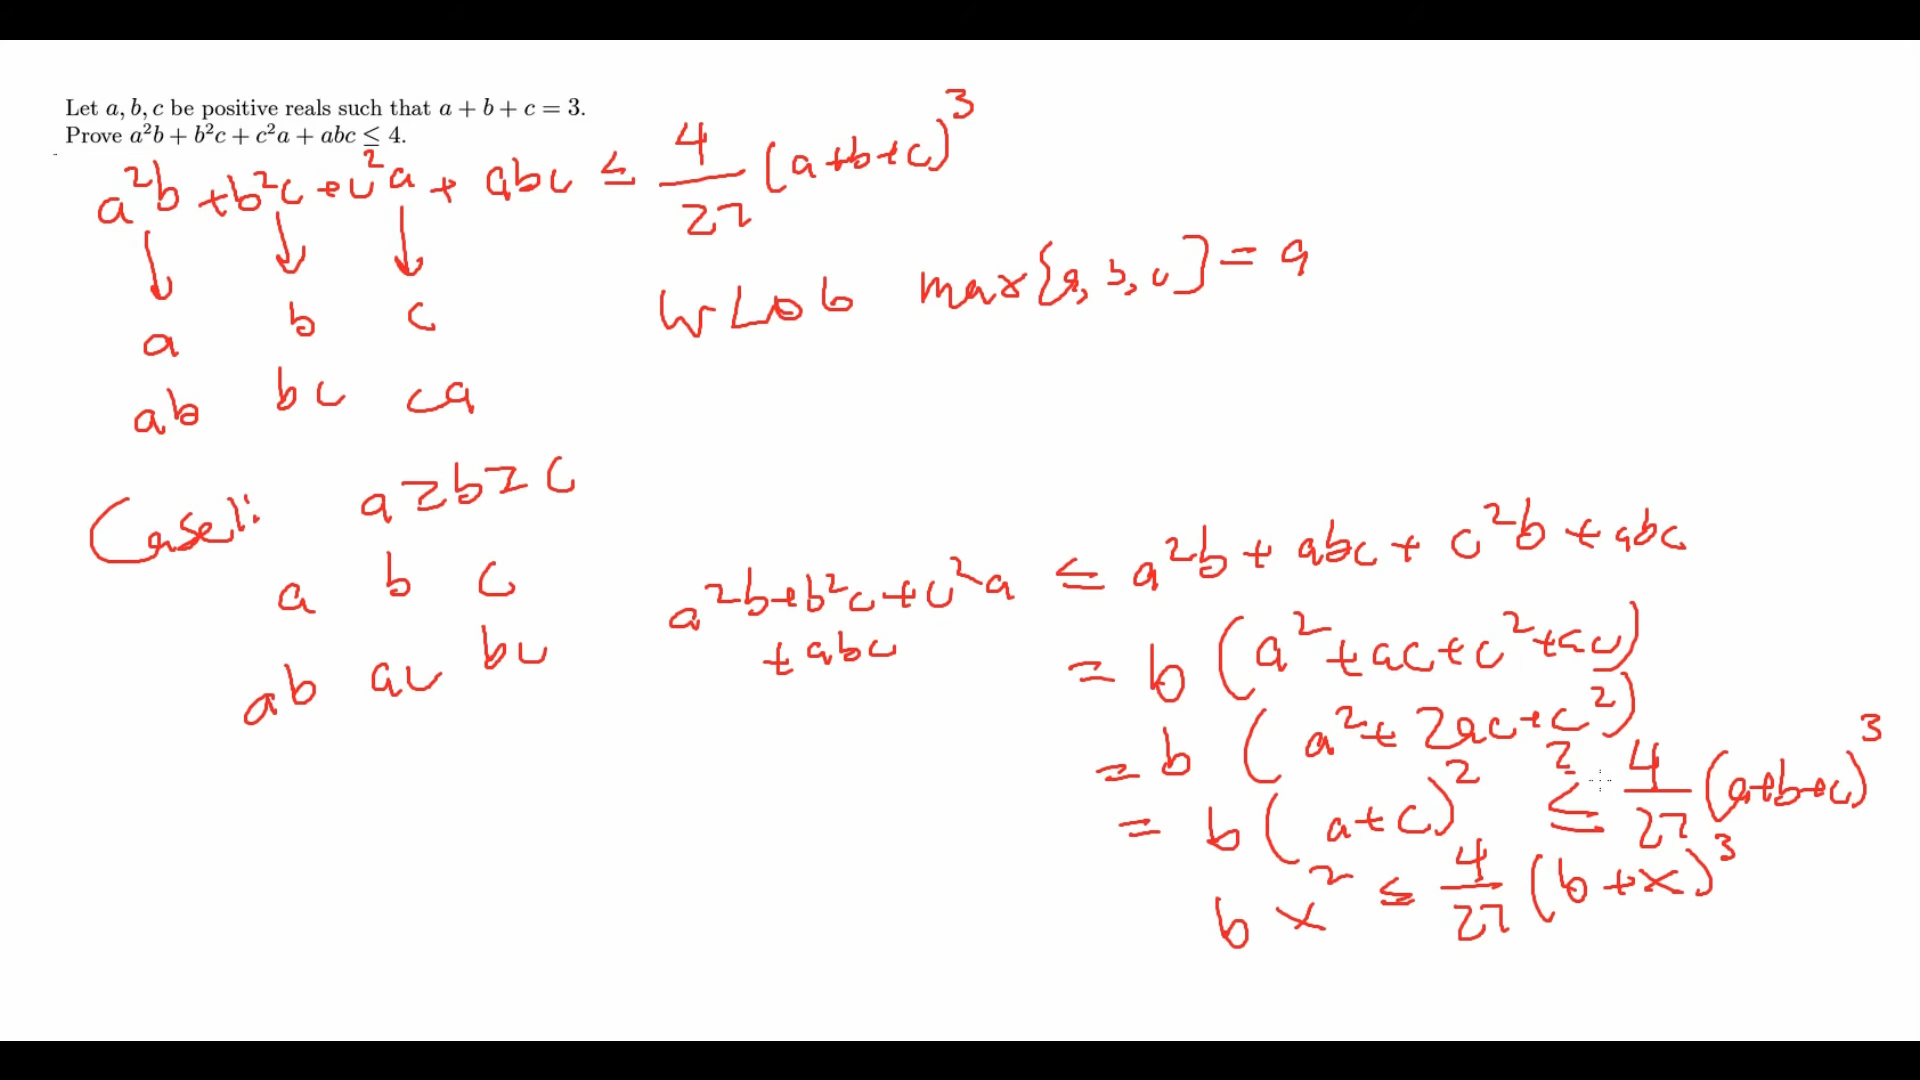 Let a, b, c be positive reals such that a + b + c = 3.
Prove a²b + b²c + c²a + abc ≤ 4.
a²b + b²c + c²a + abc ≤ 4/27 (a+b+c)³
WLOG max{a, b, c} = a
a b c
ab bc ca
Case 1: a ≥ b ≥ c
a b c
ab ac bc
a²b + b²c + c²a + abc ≤ a²b + abc + c²b + abc
= b (a² + ac + c² + ac)
= b (a² + 2ac + c²)
= b (a + c)² ≤ 4/27 (a+b+c)³
?
b x² ≤ 4/27 (b + x)³